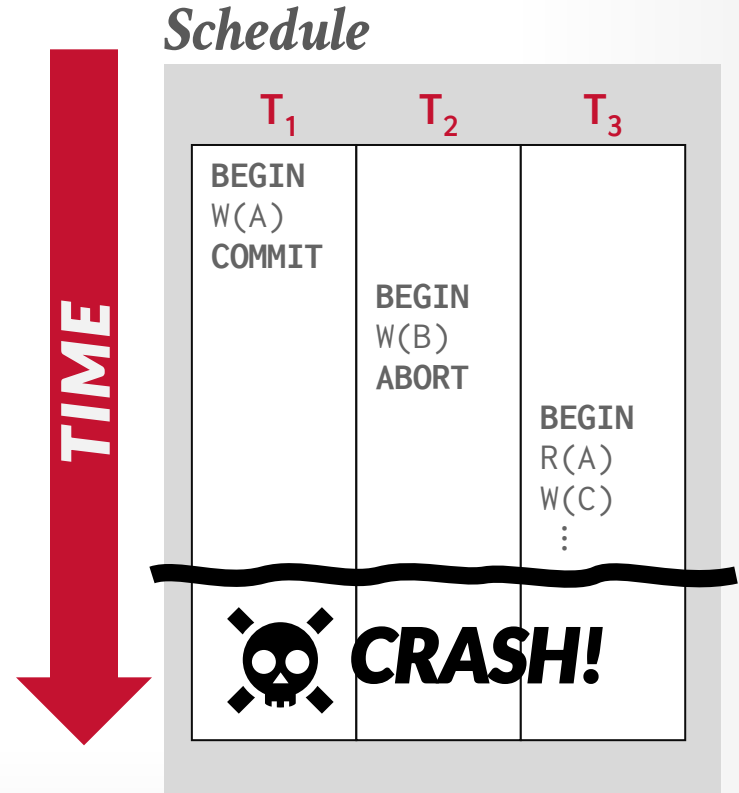 Schedule
T₁ T₂ T₃
BEGIN
W(A)
COMMIT
BEGIN
W(B)
ABORT
BEGIN
R(A)
W(C)
⋮
TIME
CRASH!